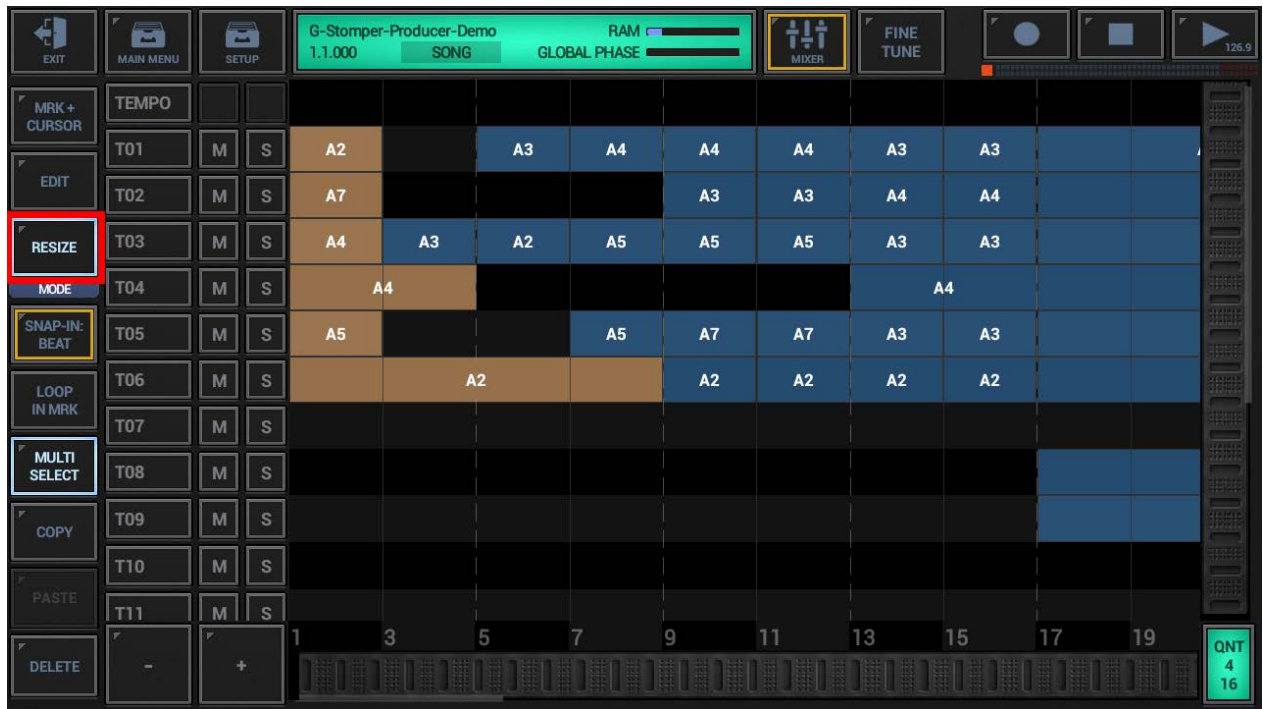 EXIT
MAIN MENU
SETUP
G-Stomper-Producer-Demo RAM
1.1.000 SONG GLOBAL PHASE
MIXER
FINE
TUNE
126.9
MRK +
CURSOR
EDIT
RESIZE
MODE
SNAP-IN:
BEAT
LOOP
IN MRK
MULTI
SELECT
COPY
PASTE
DELETE
TEMPO
T01 M S A2 A3 A4 A4 A4 A3 A3
T02 M S A7 A3 A3 A4 A4
T03 M S A4 A3 A2 A5 A5 A5 A3 A3
T04 M S A4 A4
T05 M S A5 A5 A7 A7 A3 A3
T06 M S A2 A2 A2 A2 A2
T07 M S
T08 M S
T09 M S
T10 M S
T11 M S
- +
1 3 5 7 9 11 13 15 17 19
QNT
4
16